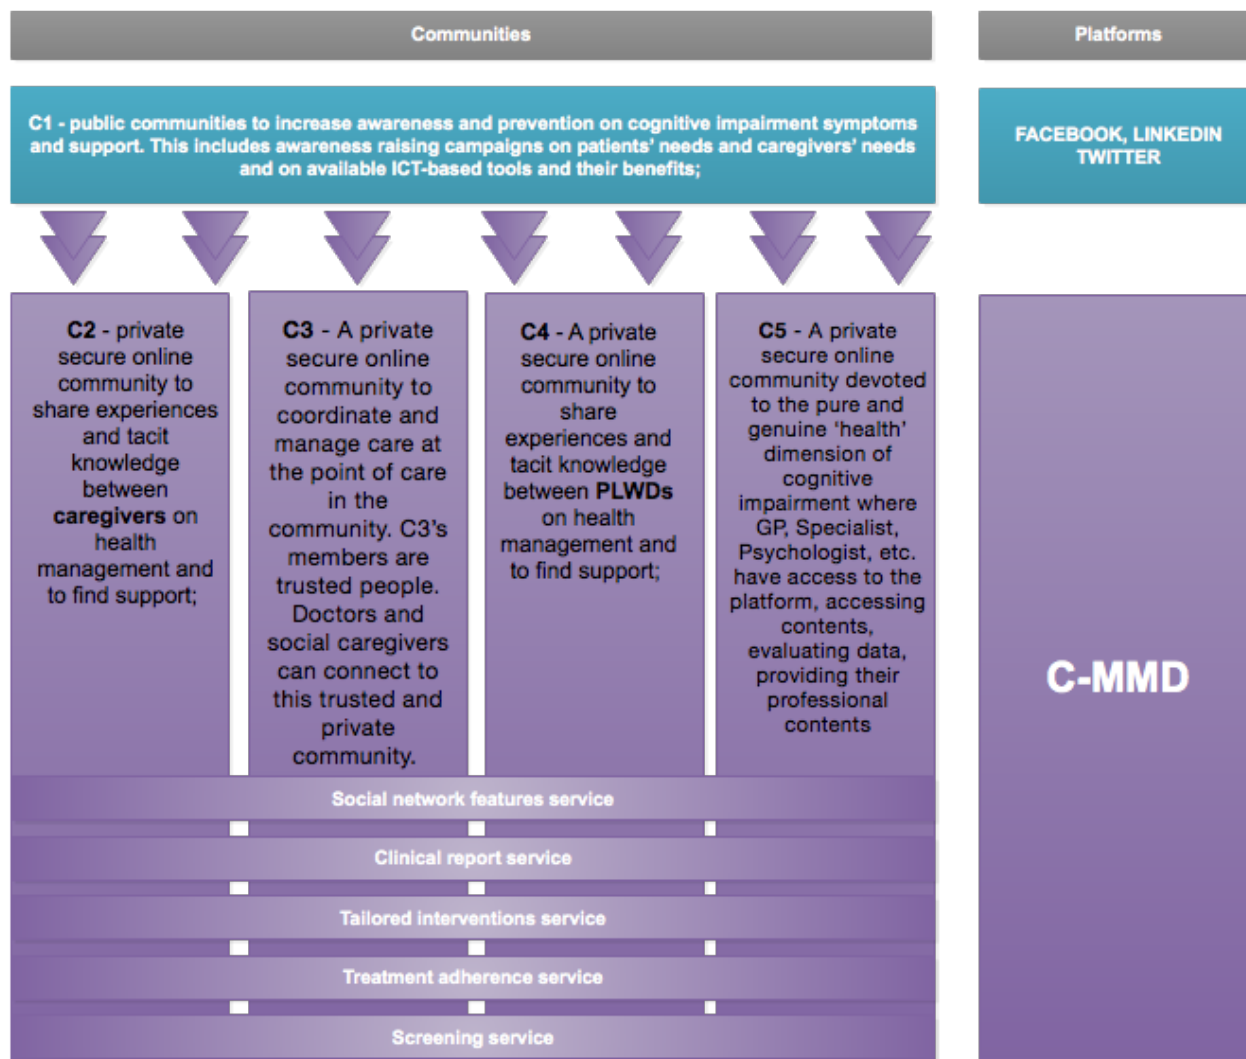 Communities
Platforms
C1 - public communities to increase awareness and prevention on cognitive impairment symptoms
and support. This includes awareness raising campaigns on patients' needs and caregivers' needs
and on available ICT-based tools and their benefits;
FACEBOOK, LINKEDIN
TWITTER
C2 - private
secure online
community to
share experiences
and tacit
knowledge
between
caregivers on
health
management and
to find support;
C3 - A private
secure online
community to
coordinate and
manage care at
the point of care
in the
community. C3's
members are
trusted people.
Doctors and
social caregivers
can connect to
this trusted and
private
community.
C4 - A private
secure online
community to
share
experiences and
tacit knowledge
between PLWDs
on health
management and
to find support;
C5 - A private
secure online
community devoted
to the pure and
genuine 'health'
dimension of
cognitive
impairment where
GP, Specialist,
Psychologist, etc.
have access to the
platform, accessing
contents,
evaluating data,
providing their
professional
contents
C-MMD
Social network features service
Clinical report service
Tailored interventions service
Treatment adherence service
Screening service